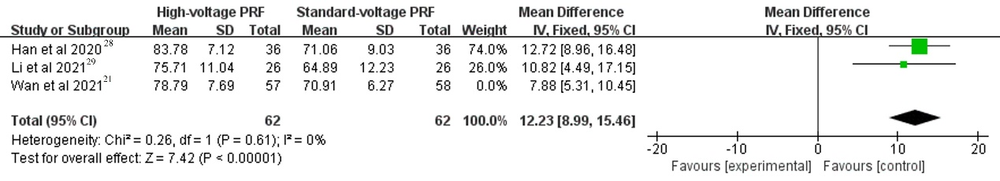 High-voltage PRF Standard-voltage PRF Mean Difference Mean Difference
Study or Subgroup Mean SD Total Mean SD Total Weight IV, Fixed, 95% CI IV, Fixed, 95% CI
Han et al 2020 28 83.78 7.12 36 71.06 9.03 36 74.0% 12.72 [8.96, 16.48]
Li et al 2021 29 75.71 11.04 26 64.89 12.23 26 26.0% 10.82 [4.49, 17.15]
Wan et al 2021 21 78.79 7.69 57 70.91 6.27 58 0.0% 7.88 [5.31, 10.45]
Total (95% CI) 62 62 100.0% 12.23 [8.99, 15.46]
Heterogeneity: Chi² = 0.26, df = 1 (P = 0.61); I² = 0%
Test for overall effect: Z = 7.42 (P < 0.00001)
-20 -10 0 10 20
Favours [experimental] Favours [control]